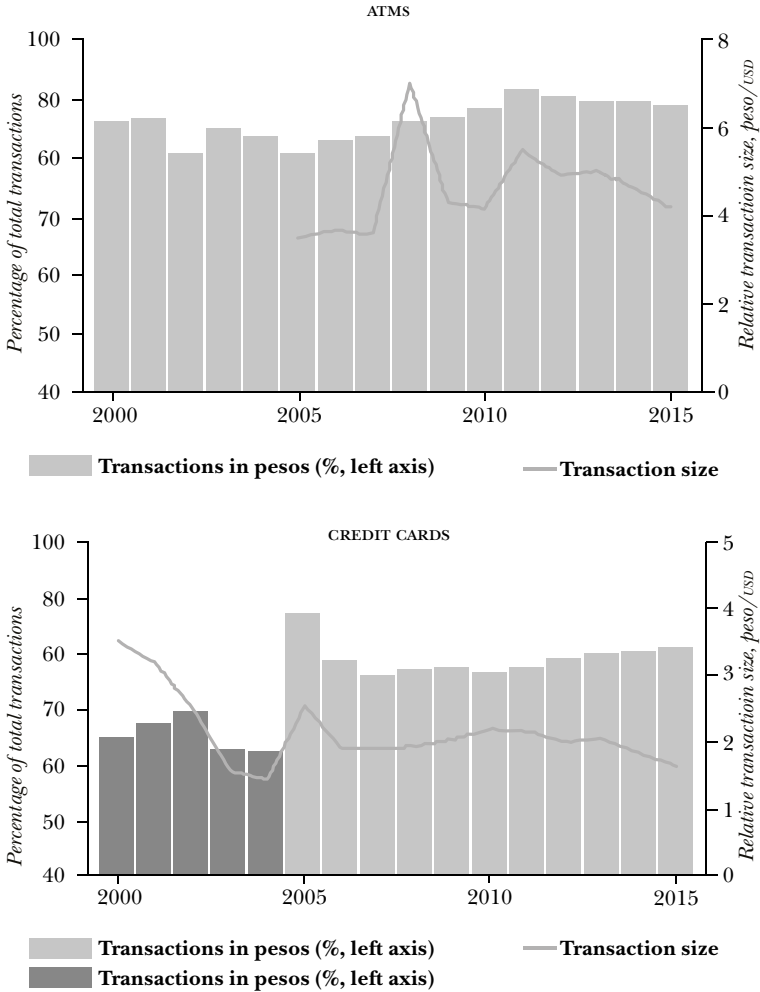 ATMS
100
80
60
70
60
50
40
Percentage of total transactions
8
6
4
2
0
Relative transactioin size, peso/USD
2000 2005 2010 2015
Transactions in pesos (%, left axis) Transaction size
CREDIT CARDS
100
80
60
70
60
50
40
Percentage of total transactions
5
4
3
2
1
0
Relative transactioin size, peso/USD
2000 2005 2010 2015
Transactions in pesos (%, left axis) Transaction size
Transactions in pesos (%, left axis)